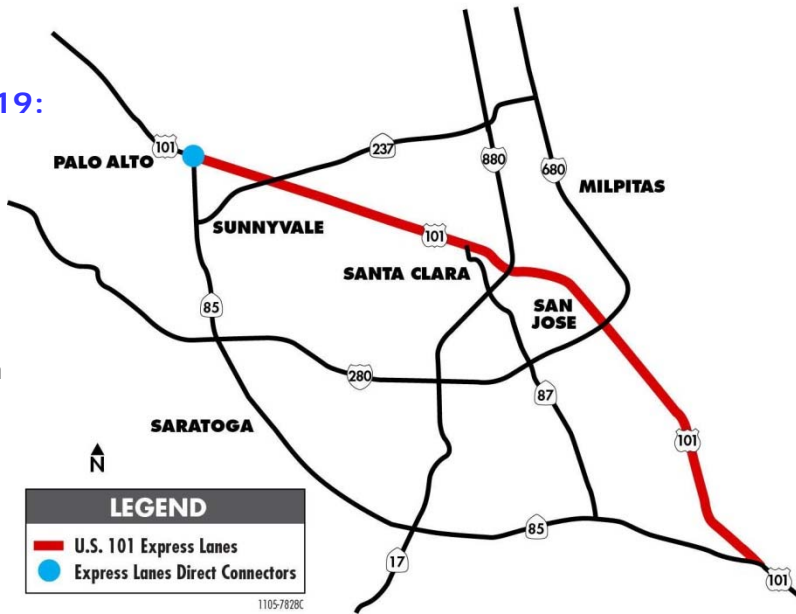 19:
101
PALO ALTO
237
880
680
MILPITAS
SUNNYVALE
101
SANTA CLARA
SAN
JOSE
85
280
87
SARATOGA
101
N
LEGEND
U.S. 101 Express Lanes
Express Lanes Direct Connectors
85
17
101
1105-7828C